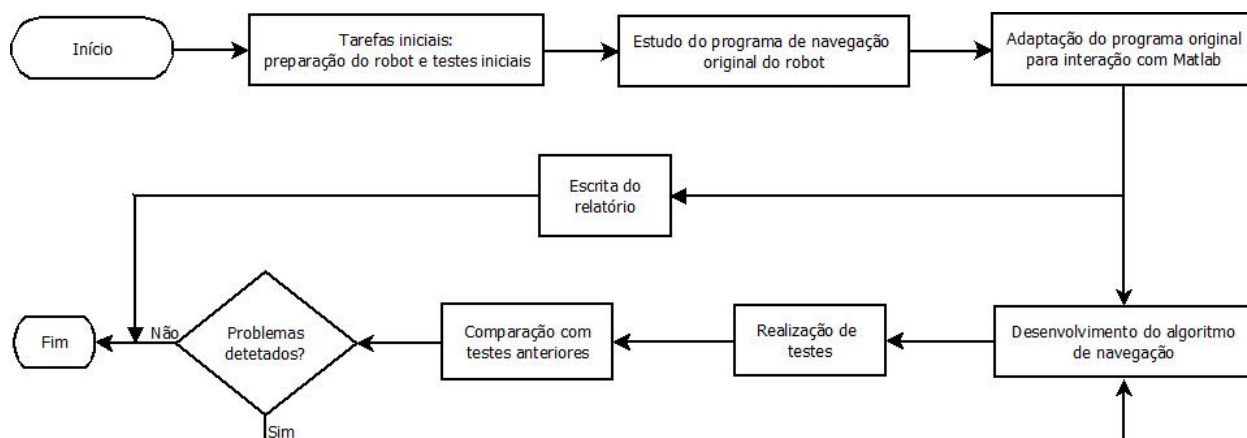 Início
Tarefas iniciais:
preparação do robot e testes iniciais
Estudo do programa de navegação
original do robot
Adaptação do programa original
para interação com Matlab
Escrita do
relatório
Fim
Não
Problemas
detetados?
Sim
Comparação com
testes anteriores
Realização de
testes
Desenvolvimento do algoritmo
de navegação